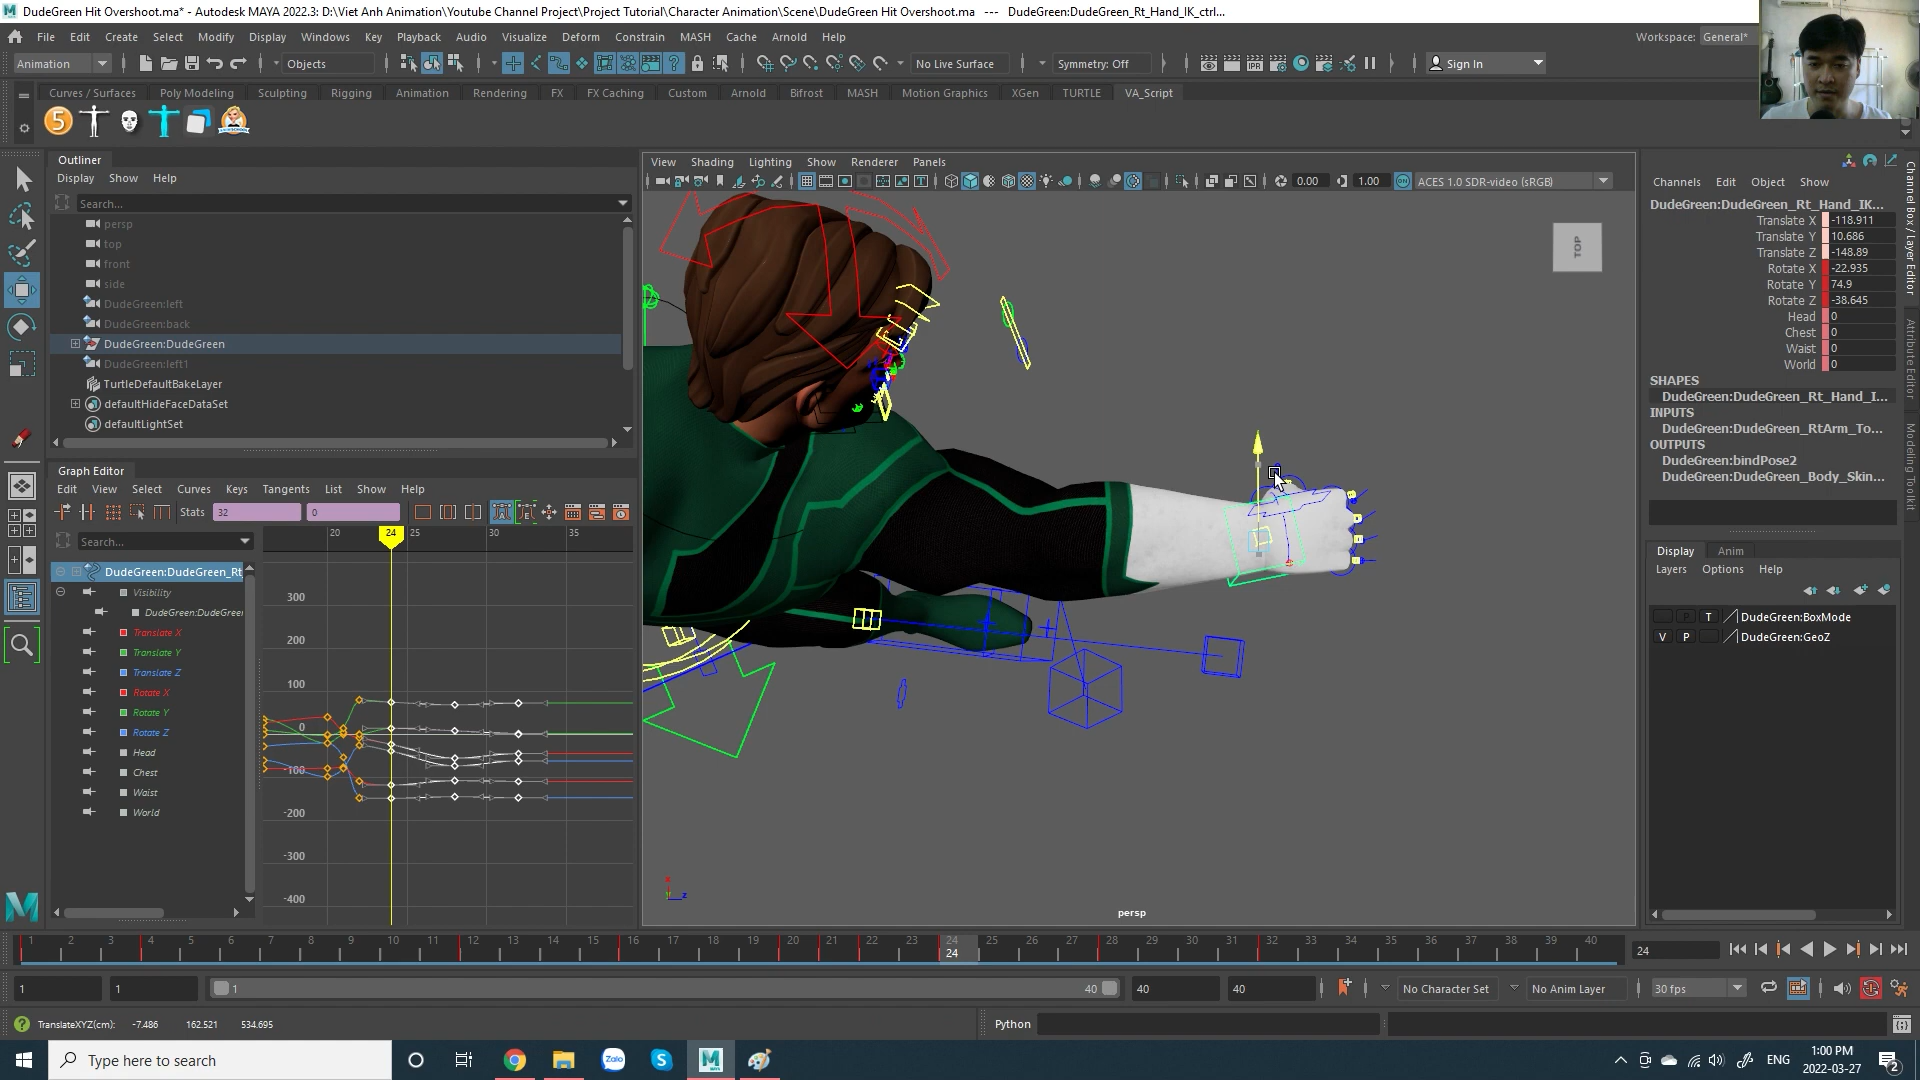 DudeGreen Hit Overshoot.ma* - Autodesk MAYA 2022.3: D:\Viet Anh Animation\Youtube Channel Project\Project Tutorial\Character Animation\Scene\DudeGreen Hit Overshoot.ma --- DudeGreen:DudeGreen_Rt_Hand_IK_ctrl...
File Edit Create Select Modify Display Windows Key Playback Audio Visualize Deform Constrain MASH Cache Arnold Help
Workspace: General*
Animation Objects No Live Surface Symmetry: Off Sign In
Curves / Surfaces Poly Modeling Sculpting Rigging Animation Rendering FX FX Caching Custom Arnold Bifrost MASH Motion Graphics XGen TURTLE VA_Script
5
Outliner
Display Show Help
Search...
persp
top
front
side
DudeGreen:left
DudeGreen:back
DudeGreen:DudeGreen
DudeGreen:left1
TurtleDefaultBakeLayer
defaultHideFaceDataSet
defaultLightSet
Graph Editor
Edit View Select Curves Keys Tangents List Show Help
Stats 32 0
Search...
20 24 25 30 35
DudeGreen:DudeGreen_Rt
Visibility
DudeGreen:DudeGreen
Translate X
Translate Y
Translate Z
Rotate X
Rotate Y
Rotate Z
Head
Chest
Waist
World
300
200
100
0
-100
-200
-300
-400
View Shading Lighting Show Renderer Panels
0.00 1.00 ACES 1.0 SDR-video (sRGB)
TOP
persp
Channels Edit Object Show
DudeGreen:DudeGreen_Rt_Hand_IK...
Translate X -118.911
Translate Y 10.686
Translate Z -148.89
Rotate X -22.935
Rotate Y 74.9
Rotate Z -38.645
Head 0
Chest 0
Waist 0
World 0
SHAPES
DudeGreen:DudeGreen_Rt_Hand_I...
INPUTS
DudeGreen:DudeGreen_RtArm_To...
OUTPUTS
DudeGreen:bindPose2
DudeGreen:DudeGreen_Body_Skin...
Display Anim
Layers Options Help
P T DudeGreen:BoxMode
V P DudeGreen:GeoZ
Channel Box / Layer Editor
Attribute Editor
Modeling Toolkit
1 2 3 4 5 6 7 8 9 10 11 12 13 14 15 16 17 18 19 20 21 22 23 24 25 26 27 28 29 30 31 32 33 34 35 36 37 38 39 40
24
24
1 1 1 40 40 40 No Character Set No Anim Layer 30 fps
TranslateXYZ(cm): -7.486 162.521 534.695
Python
Type here to search
Zalo
ENG
1:00 PM
2022-03-27
2